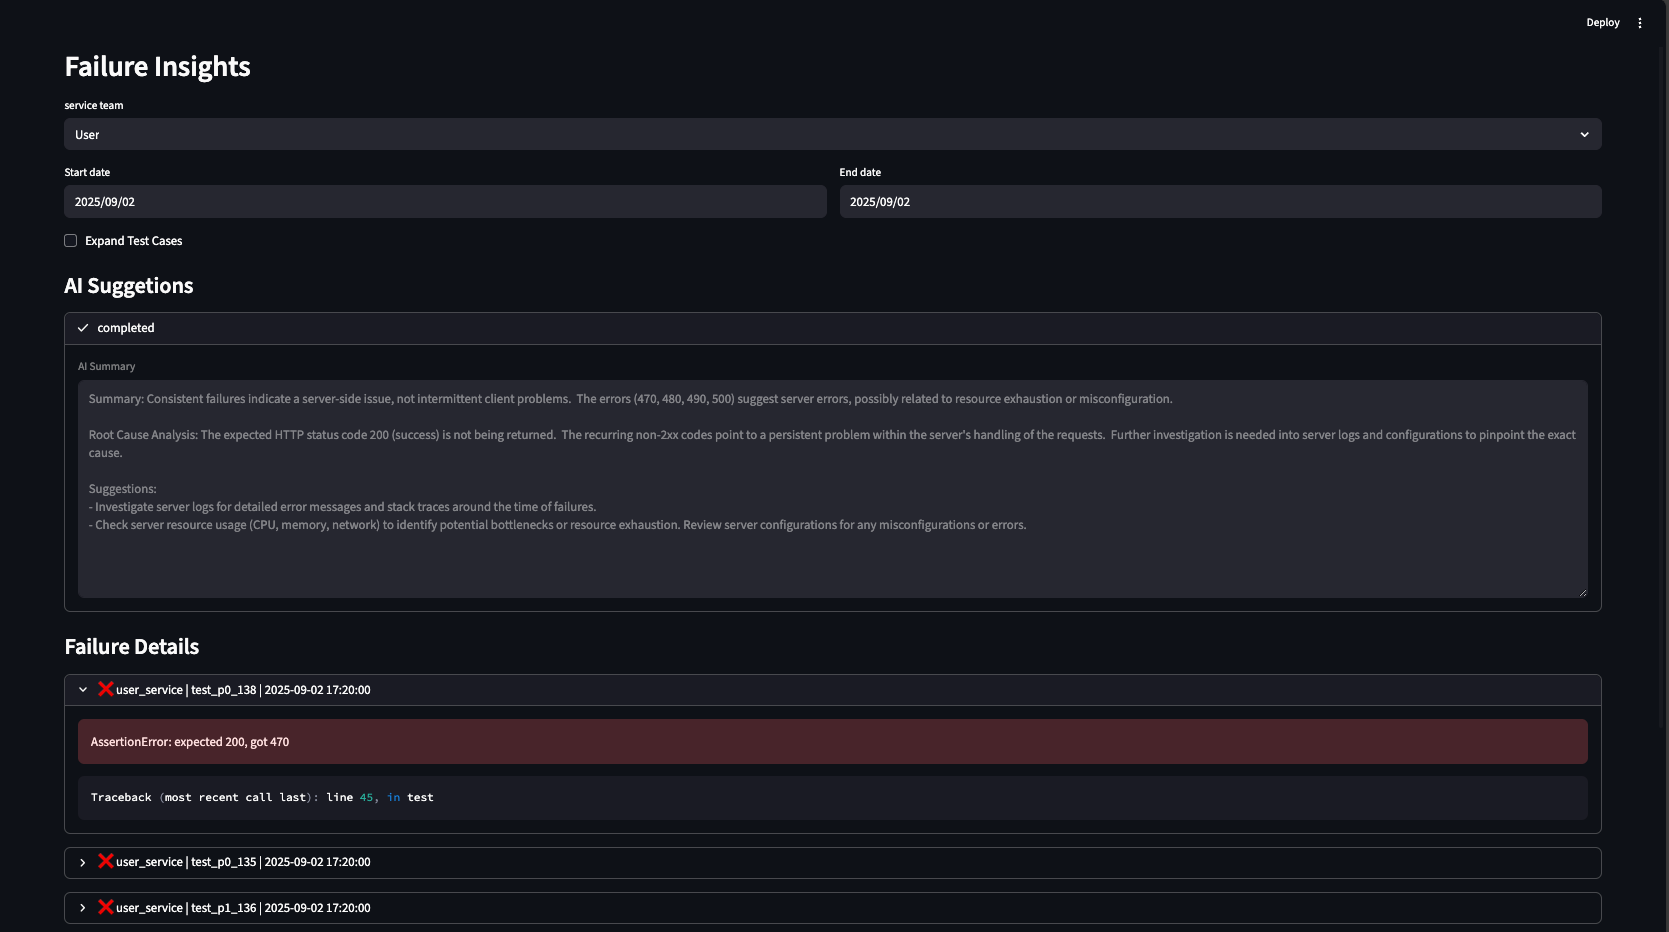 Deploy
Failure Insights
service team
User
Start date
End date
2025/09/02
2025/09/02
Expand Test Cases
AI Suggetions
completed
AI Summary
Summary: Consistent failures indicate a server-side issue, not intermittent client problems.  The errors (470, 480, 490, 500) suggest server errors, possibly related to resource exhaustion or misconfiguration.
Root Cause Analysis: The expected HTTP status code 200 (success) is not being returned.  The recurring non-2xx codes point to a persistent problem within the server's handling of the requests.  Further investigation is needed into server logs and configurations to pinpoint the exact
cause.
Suggestions:
- Investigate server logs for detailed error messages and stack traces around the time of failures.
- Check server resource usage (CPU, memory, network) to identify potential bottlenecks or resource exhaustion. Review server configurations for any misconfigurations or errors.
Failure Details
❌user_service | test_p0_138 | 2025-09-02 17:20:00
AssertionError: expected 200, got 470
Traceback (most recent call last): line 45, in test
❌user_service | test_p0_135 | 2025-09-02 17:20:00
❌user_service | test_p1_136 | 2025-09-02 17:20:00